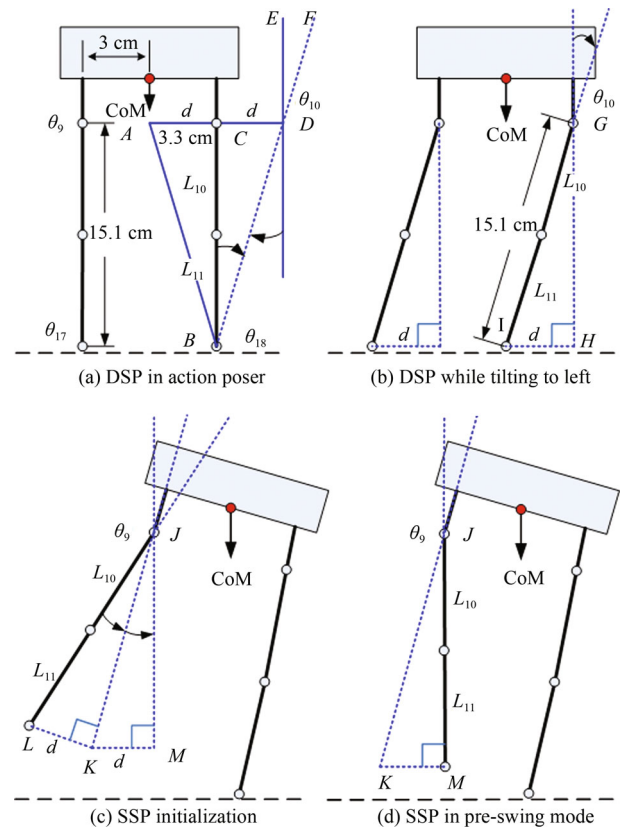 E F
3 cm
θ10
CoM
d d
θ9 A C D
3.3 cm
L10
15.1 cm
L11
θ17 B θ18
(a) DSP in action poser
θ10
CoM G
L10
15.1 cm
L11
I
d d H
(b) DSP while tilting to left
θ9 J
L10 CoM
L11
L d K d M
(c) SSP initialization
θ9 J
CoM
L10
L11
K M
(d) SSP in pre-swing mode